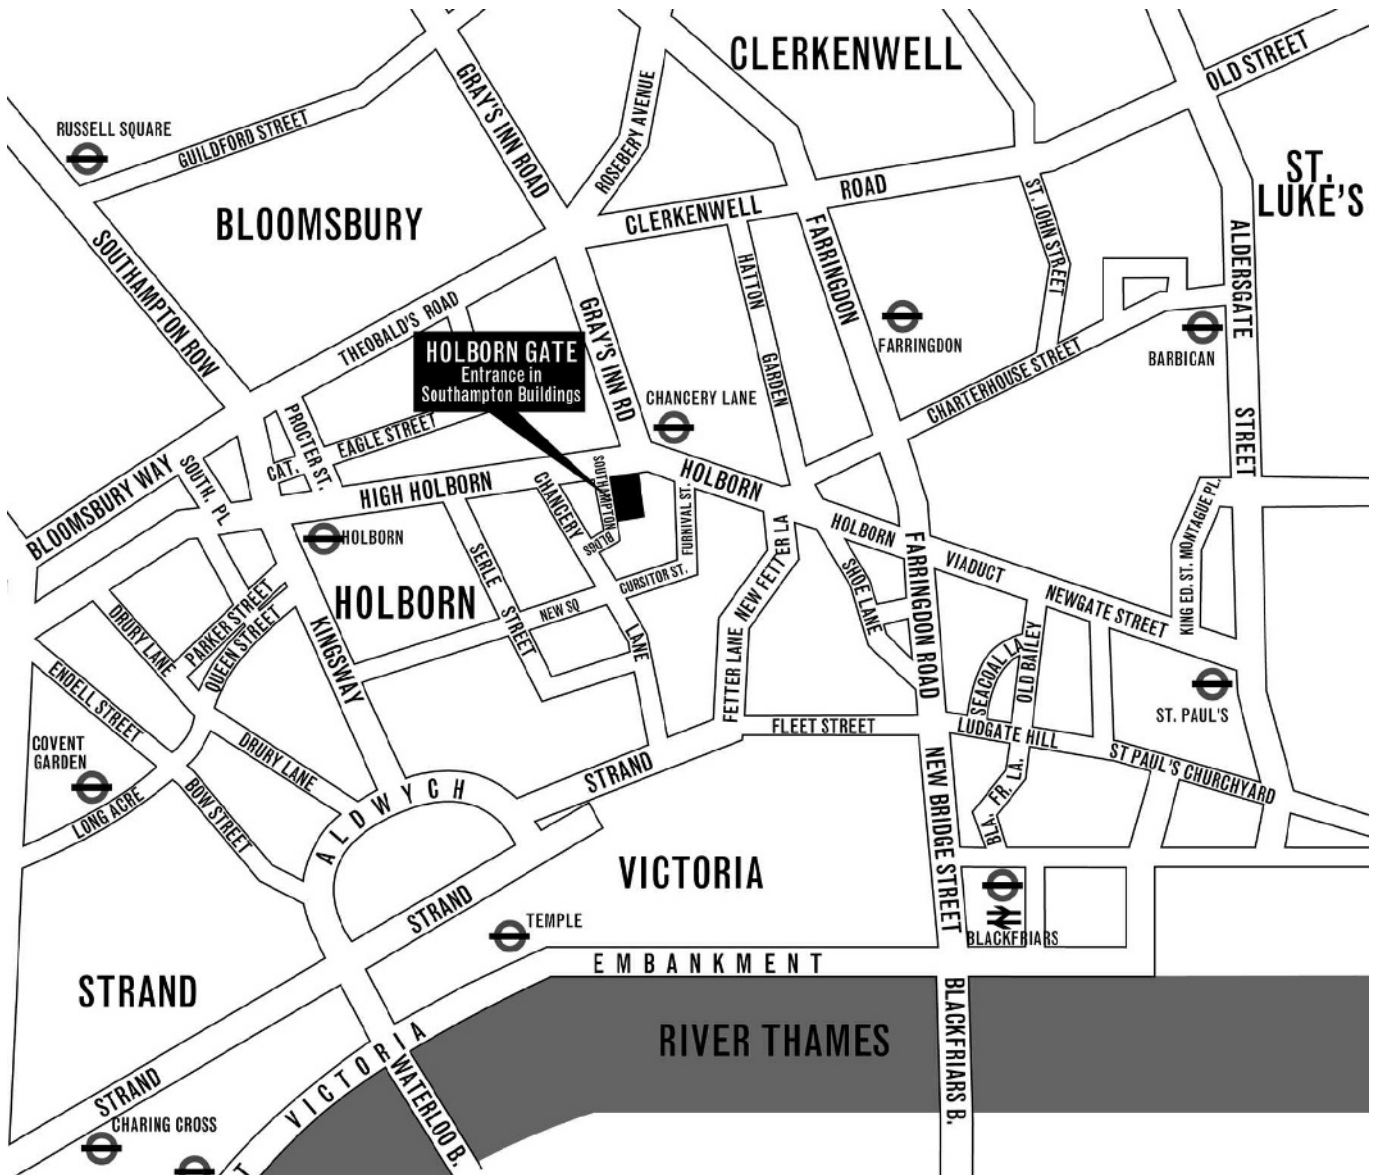 CLERKENWELL
OLD STREET
RUSSELL SQUARE
GUILDFORD STREET
GRAY'S INN ROAD
ROSEBERY AVENUE
ST.
LUKE'S
BLOOMSBURY
CLERKENWELL
ROAD
ST. JOHN STREET
SOUTHAMPTON ROW
HATTON
GARDEN
FARRINGDON
ALDERSGATE
STREET
THEOBALD'S ROAD
GRAY'S INN RD
FARRINGDON
BARBICAN
CHARTERHOUSE STREET
HOLBORN GATE
Entrance in
Southampton Buildings
CHANCERY LANE
PROCTER ST.
EAGLE STREET
CAT.
BLOOMSBURY WAY
SOUTH. PL
HIGH HOLBORN
CHANCERY
SOUTHAMPTON
BLDGS
HOLBORN
FURNIVAL ST.
KING ED. ST. MONTAGUE PL.
HOLBORN
HOLBORN
VIADUCT
NEWGATE STREET
HOLBORN
SERLE
STREET
NEW SQ
CURSITOR ST.
LANE
NEW FETTER LA
FETTER LANE
SHOE LANE
FARRINGDON ROAD
DRURY LANE
PARKER STREET
QUEEN STREET
KINGSWAY
SEACOAL LA
OLD BAILEY
ENDELL STREET
ST. PAUL'S
COVENT
GARDEN
DRURY LANE
FLEET STREET
LUDGATE HILL
ST PAUL'S CHURCHYARD
LONG ACRE
BOW STREET
ALDWYCH
STRAND
NEW BRIDGE STREET
BLA. FR. LA.
VICTORIA
STRAND
TEMPLE
BLACKFRIARS
EMBANKMENT
STRAND
RIVER THAMES
BLACKFRIARS B.
VICTORIA
WATERLOO B.
STRAND
CHARING CROSS
T